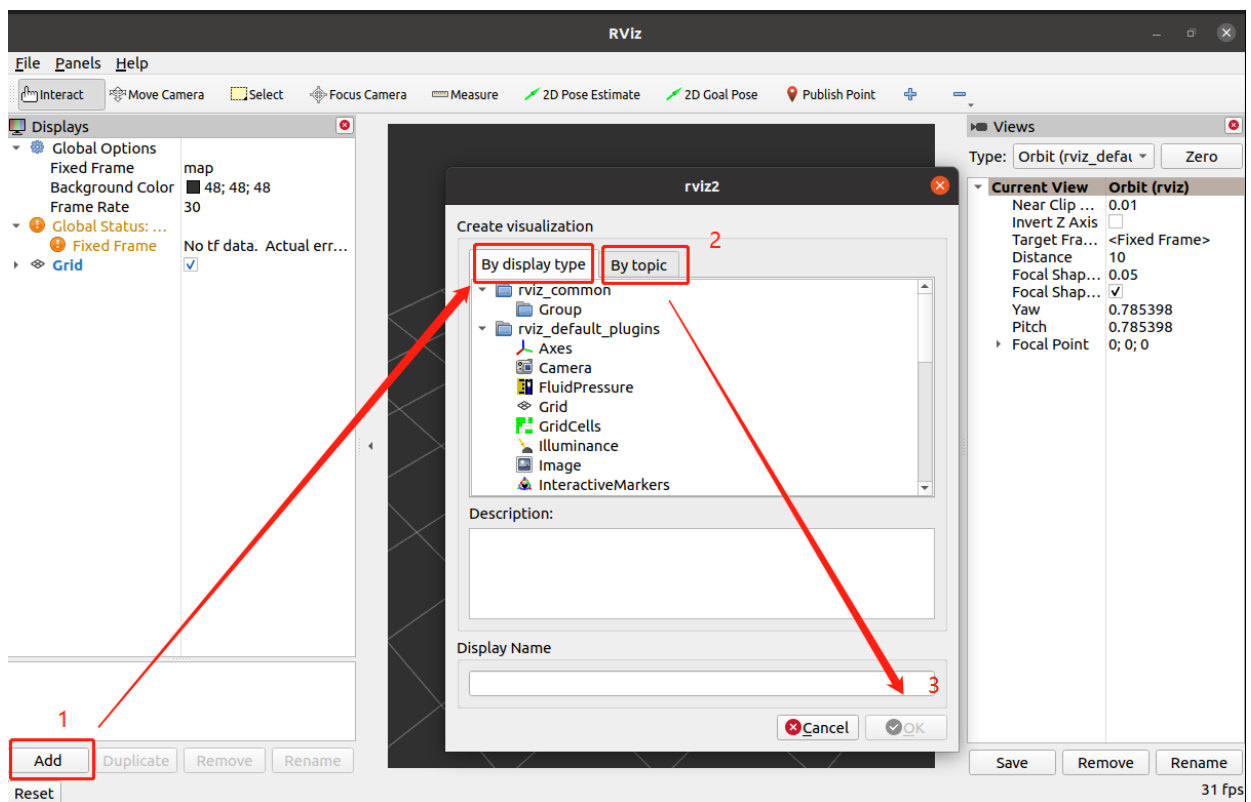 RViz
File Panels Help
Interact Move Camera Select Focus Camera Measure 2D Pose Estimate 2D Goal Pose Publish Point
Displays
Global Options
Fixed Frame map
Background Color 48; 48; 48
Frame Rate 30
Global Status: ...
Fixed Frame No tf data. Actual err...
Grid
1
Add Duplicate Remove Rename
Reset
rviz2
Create visualization
2
By display type By topic
rviz_common
Group
rviz_default_plugins
Axes
Camera
FluidPressure
Grid
GridCells
Illuminance
Image
InteractiveMarkers
Description:
Display Name
3
Cancel OK
Views
Type: Orbit (rviz_defau Zero
Current View Orbit (rviz)
Near Clip ... 0.01
Invert Z Axis
Target Fra... <Fixed Frame>
Distance 10
Focal Shap... 0.05
Focal Shap...
Yaw 0.785398
Pitch 0.785398
Focal Point 0; 0; 0
Save Remove Rename
31 fps